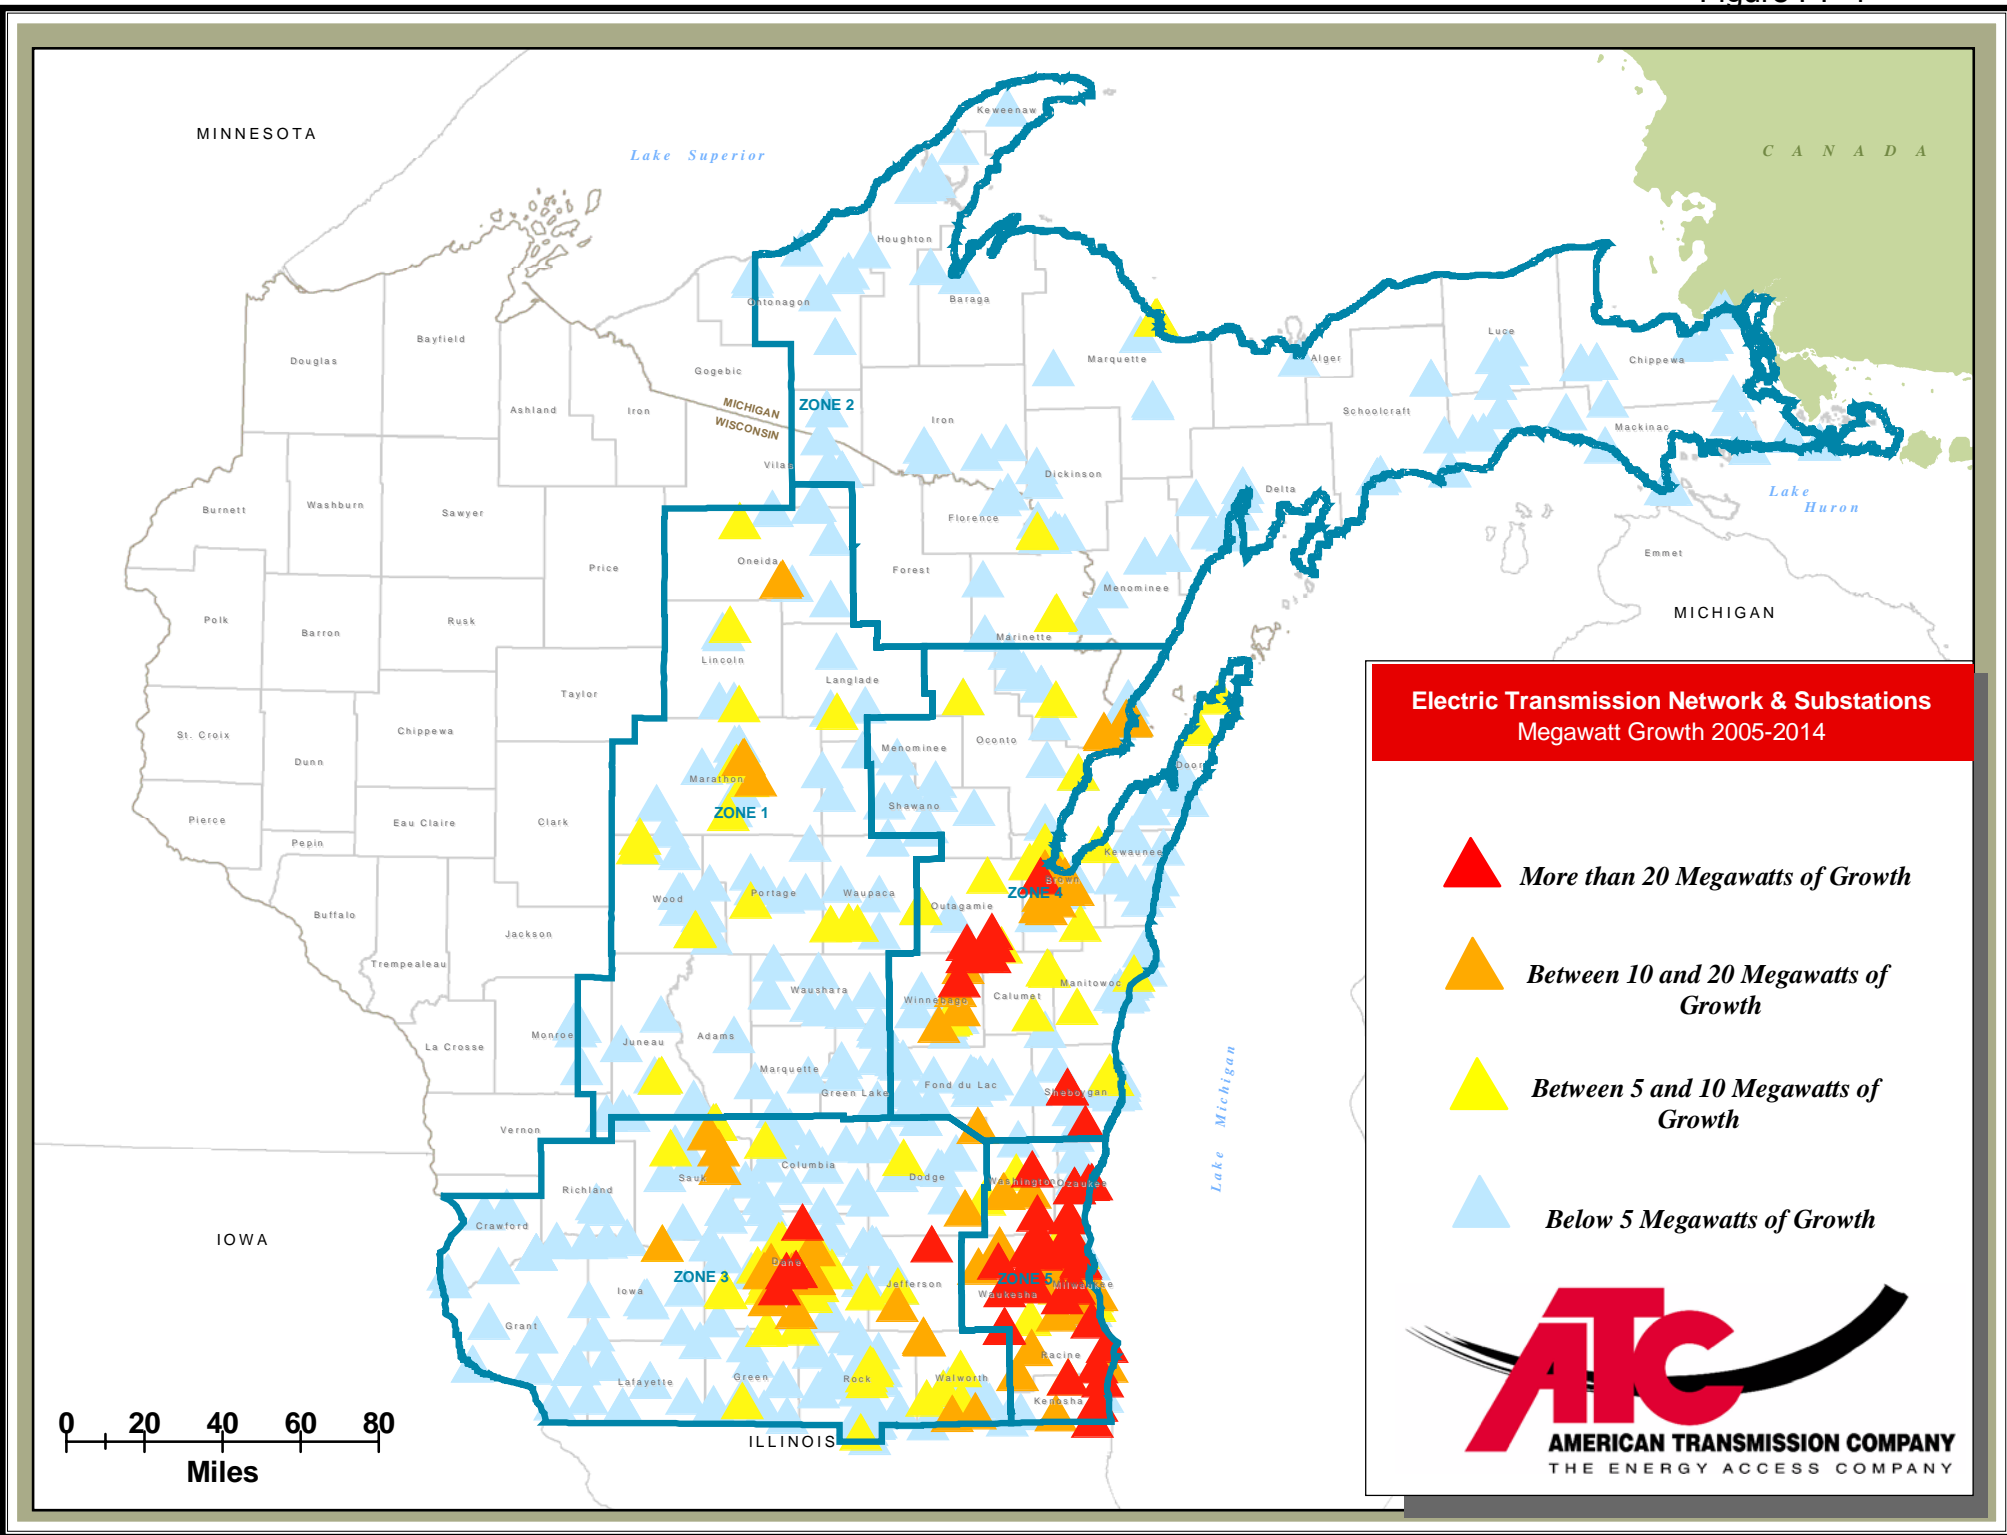 MINNESOTA
Lake Superior
CANADA
Keweenaw
Houghton
Ontonagon
Baraga
Luce
Douglas
Bayfield
Marquette
Alger
Chippewa
Gogebic
Ashland
Iron
MICHIGAN
WISCONSIN
ZONE 2
Iron
Schoolcraft
Mackinac
Vilas
Dickinson
Delta
Lake
Huron
Burnett
Washburn
Sawyer
Florence
Emmet
Price
Oneida
Forest
Menominee
MICHIGAN
Polk
Barron
Rusk
Marinette
Lincoln
Langlade
Taylor
St. Croix
Chippewa
Oconto
Menominee
Dunn
Marathon
Door
Shawano
ZONE 1
Pierce
Eau Claire
Clark
Pepin
Kewaunee
Brown
Wood
Portage
Waupaca
ZONE 4
Outagamie
Buffalo
Jackson
Trempealeau
Waushara
Winnebago
Calumet
Manitowoc
Monroe
Juneau
Adams
La Crosse
Marquette
Green Lake
Fond du Lac
Sheboygan
Lake Michigan
Vernon
Columbia
Sauk
Dodge
Washington
Ozaukee
Richland
Crawford
IOWA
Dane
ZONE 3
ZONE 5
Iowa
Jefferson
Waukesha
Milwaukee
Grant
Racine
Lafayette
Green
Rock
Walworth
Kenosha
ILLINOIS
0 20 40 60 80
Miles
Electric Transmission Network & Substations
Megawatt Growth 2005-2014
More than 20 Megawatts of Growth
Between 10 and 20 Megawatts of
Growth
Between 5 and 10 Megawatts of
Growth
Below 5 Megawatts of Growth
ATC
AMERICAN TRANSMISSION COMPANY
THE ENERGY ACCESS COMPANY